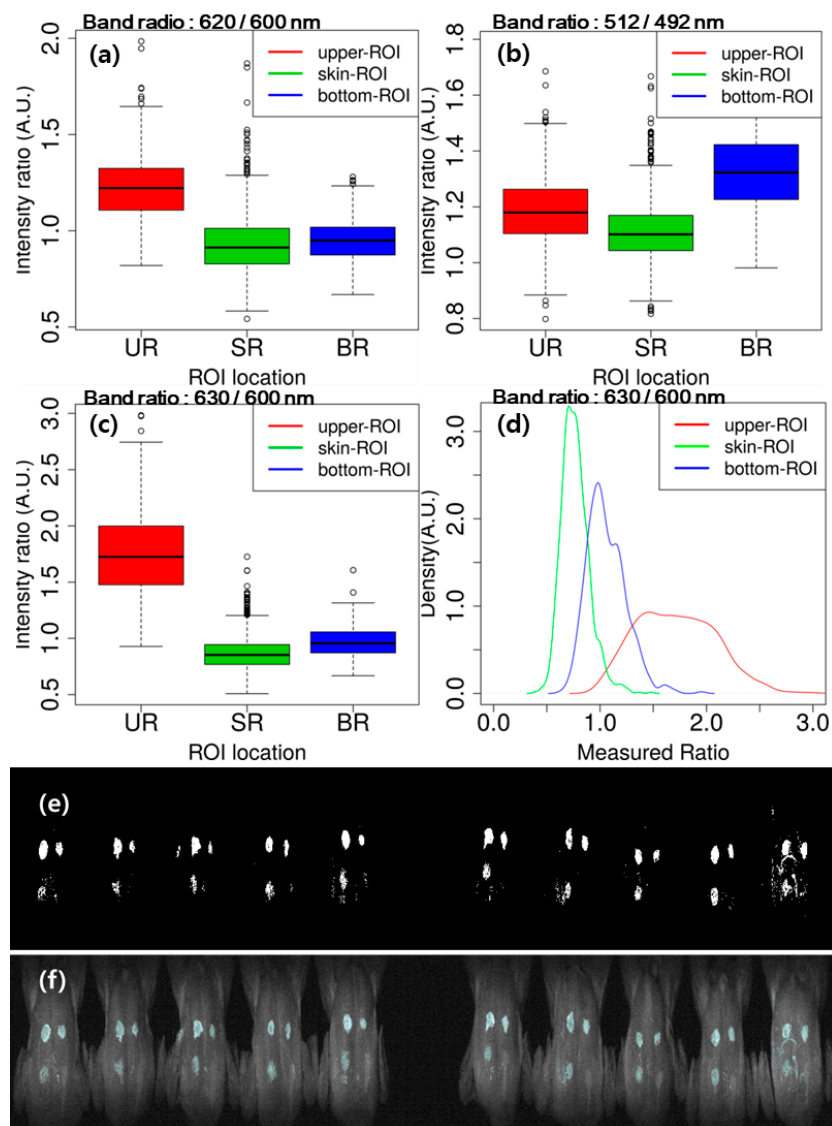 Band radio : 620 / 600 nm
(a)
upper-ROI
skin-ROI
bottom-ROI
Intensity ratio (A.U.)
2.0
1.5
1.0
0.5
UR SR BR
ROI location
Band ratio : 512 / 492 nm
(b)
upper-ROI
skin-ROI
bottom-ROI
Intensity ratio (A.U.)
1.8
1.6
1.4
1.2
1.0
0.8
UR SR BR
ROI location
Band ratio : 630 / 600 nm
(c)
upper-ROI
skin-ROI
bottom-ROI
Intensity ratio (A.U.)
3.0
2.5
2.0
1.5
1.0
0.5
UR SR BR
ROI location
Band ratio : 630 / 600 nm
(d)
upper-ROI
skin-ROI
bottom-ROI
Density(A.U.)
3.0
2.0
1.0
0.0
0.0 1.0 2.0 3.0
Measured Ratio
(e)
(f)